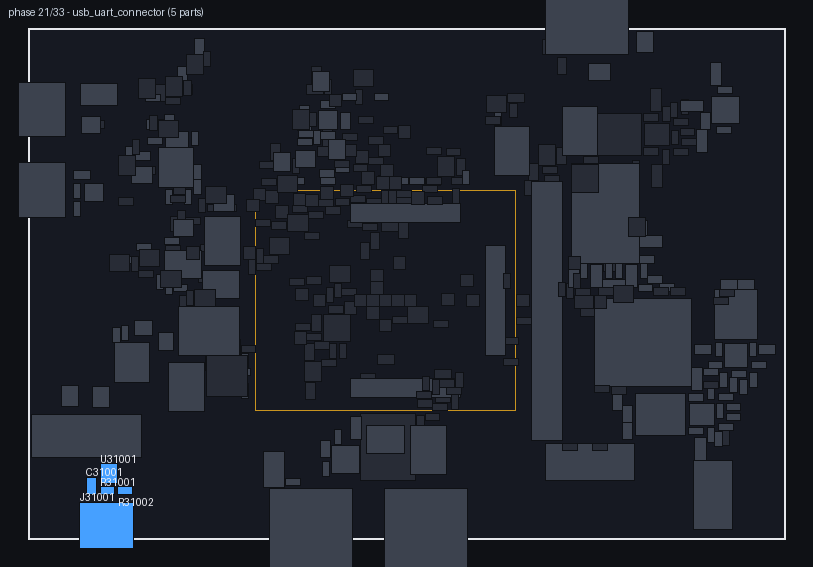 phase 21/33 - usb_uart_connector (5 parts)
U31001
C31001
R31001
J31001
R31002